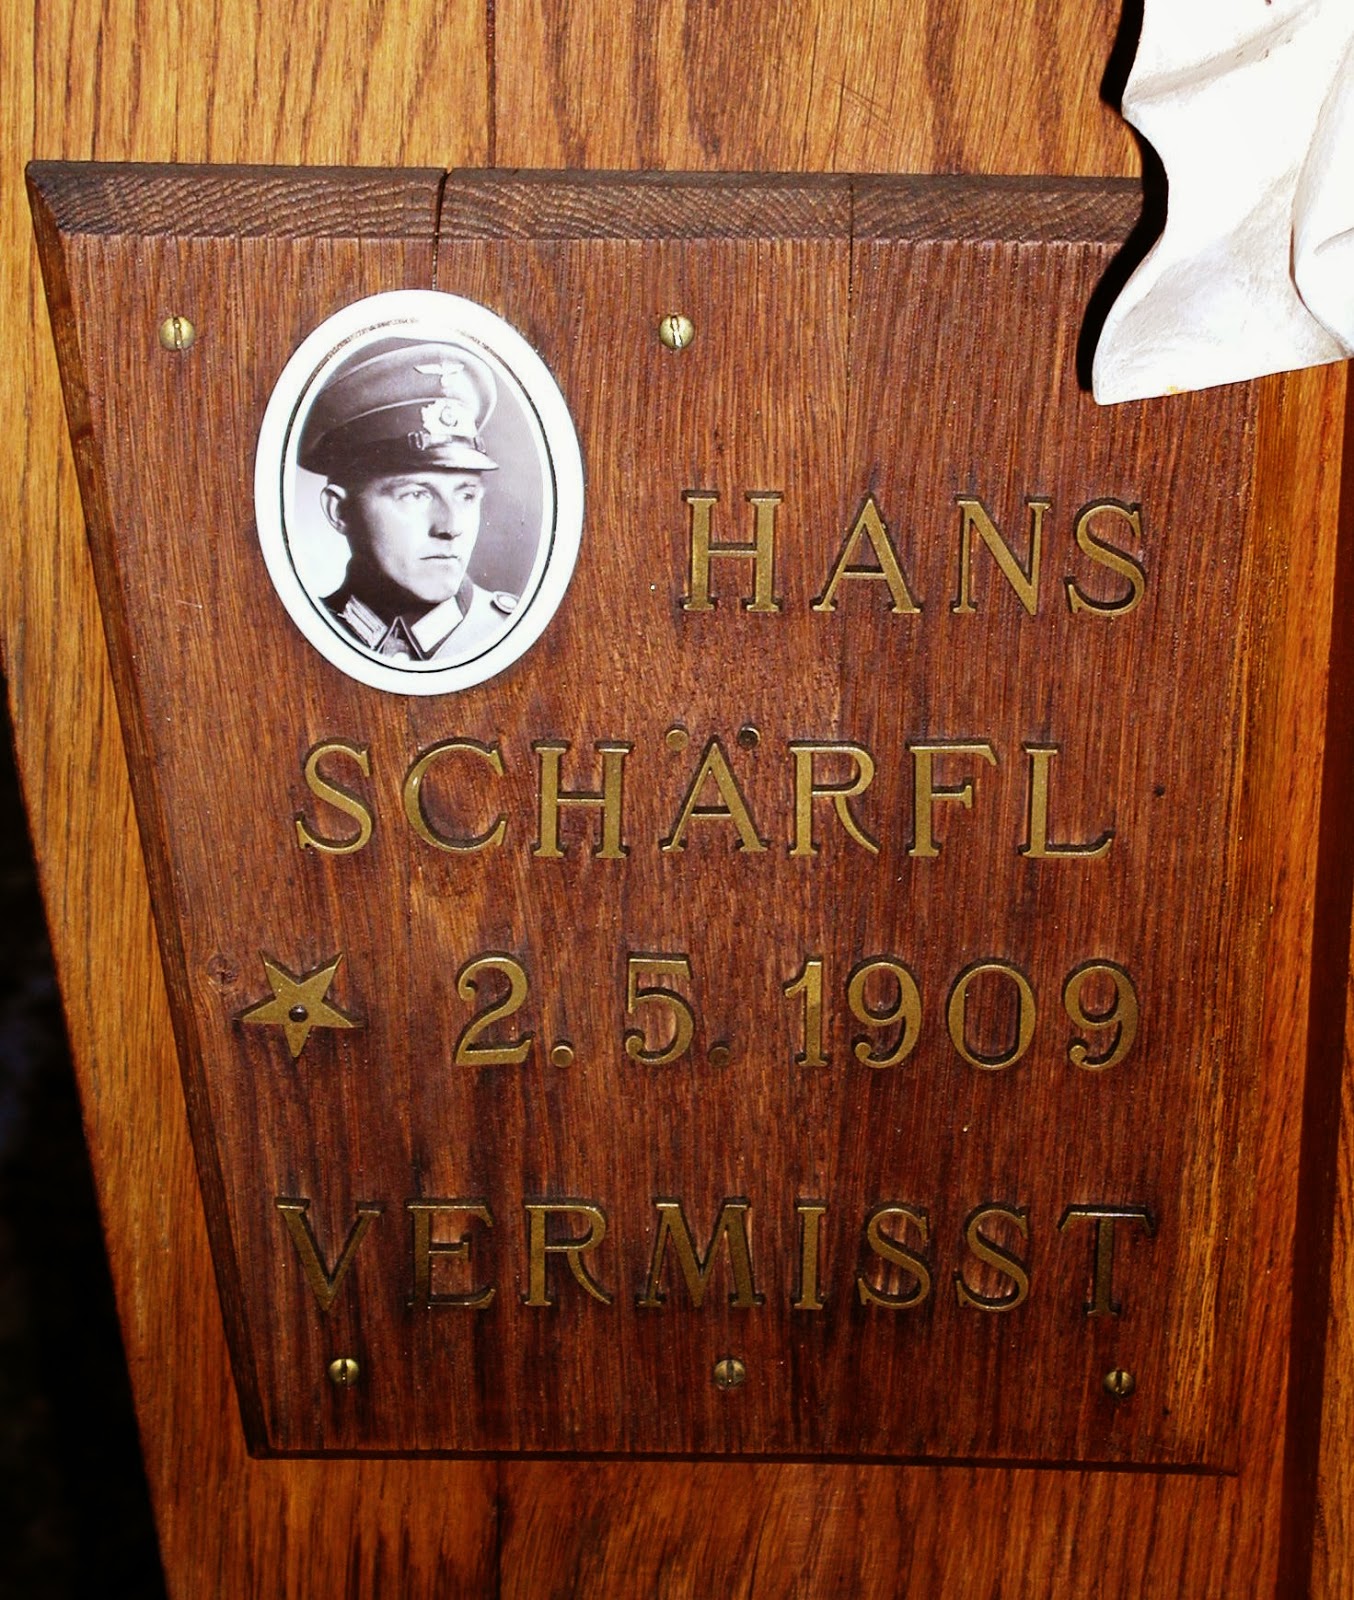 HANS
SCHÄRFL
* 2.5.1909
VERMISST